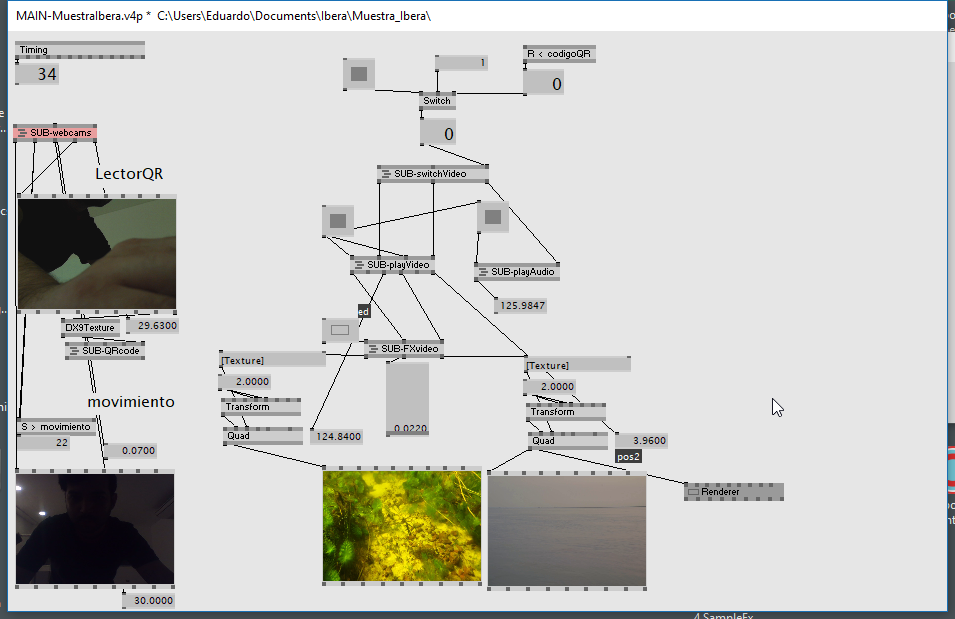 MAIN-MuestraIbera.v4p * C:\Users\Eduardo\Documents\Ibera\Muestra_Ibera\
Timing
34
1
R < codigoQR
0
Switch
0
SUB-webcams
LectorQR
SUB-switchVideo
SUB-playVideo
SUB-playAudio
125.9847
ed
DX9Texture
29.6300
SUB-QRcode
SUB-FXvideo
[Texture]
2.0000
Transform
Quad
124.8400
0.0220
[Texture]
2.0000
Transform
Quad
3.9600
pos2
Renderer
movimiento
S > movimiento
22
0.0700
30.0000
4 SampleEx